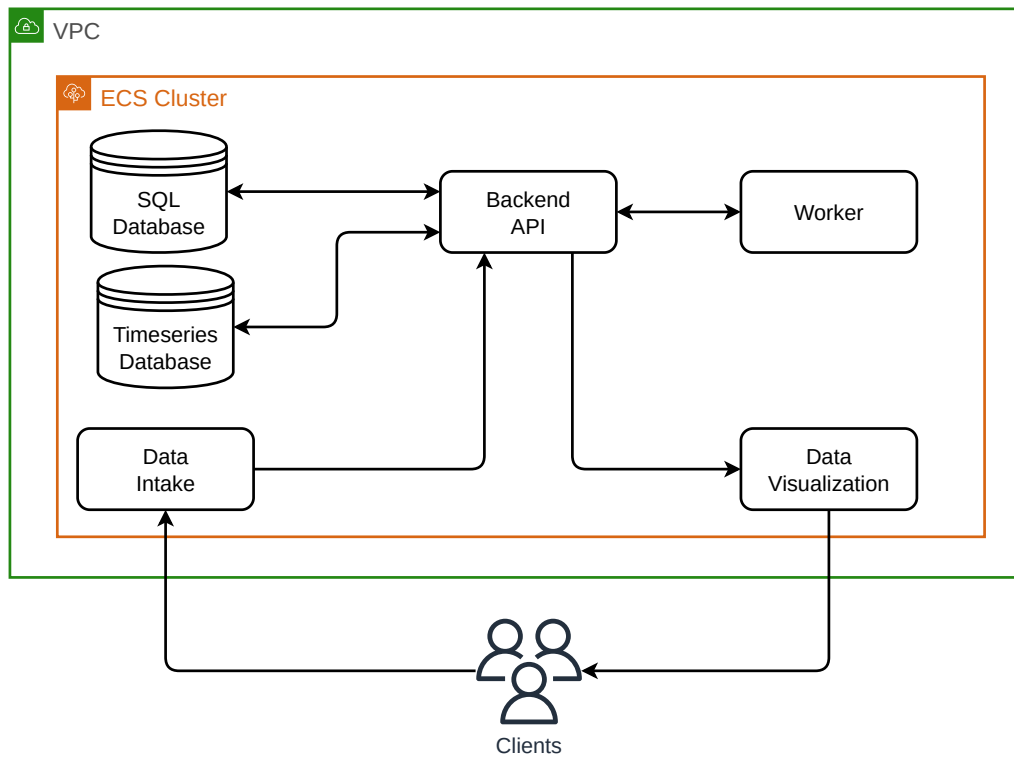 VPC
ECS Cluster
SQL
Database
Backend
API
Worker
Timeseries
Database
Data
Intake
Data
Visualization
Clients